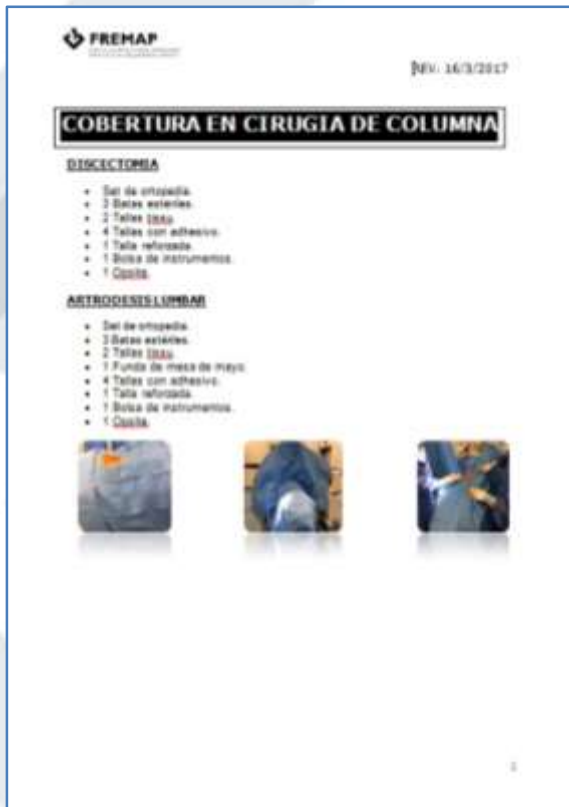 FREMAP
REV. 16/3/2017
COBERTURA EN CIRUGIA DE COLUMNA
DISCECTOMIA
Set de ortopedia.
3 Batas estériles.
2 Tallas
4 Tallas con adhesivo.
1 Talla reforzada.
1 Bolsa de instrumentos.
1 Opsite.
ARTRODESIS LUMBAR
Set de ortopedia.
3 Batas estériles.
2 Tallas
1 Funda de mesa de mayo.
4 Tallas con adhesivo.
1 Talla reforzada.
1 Bolsa de instrumentos.
1 Opsite.